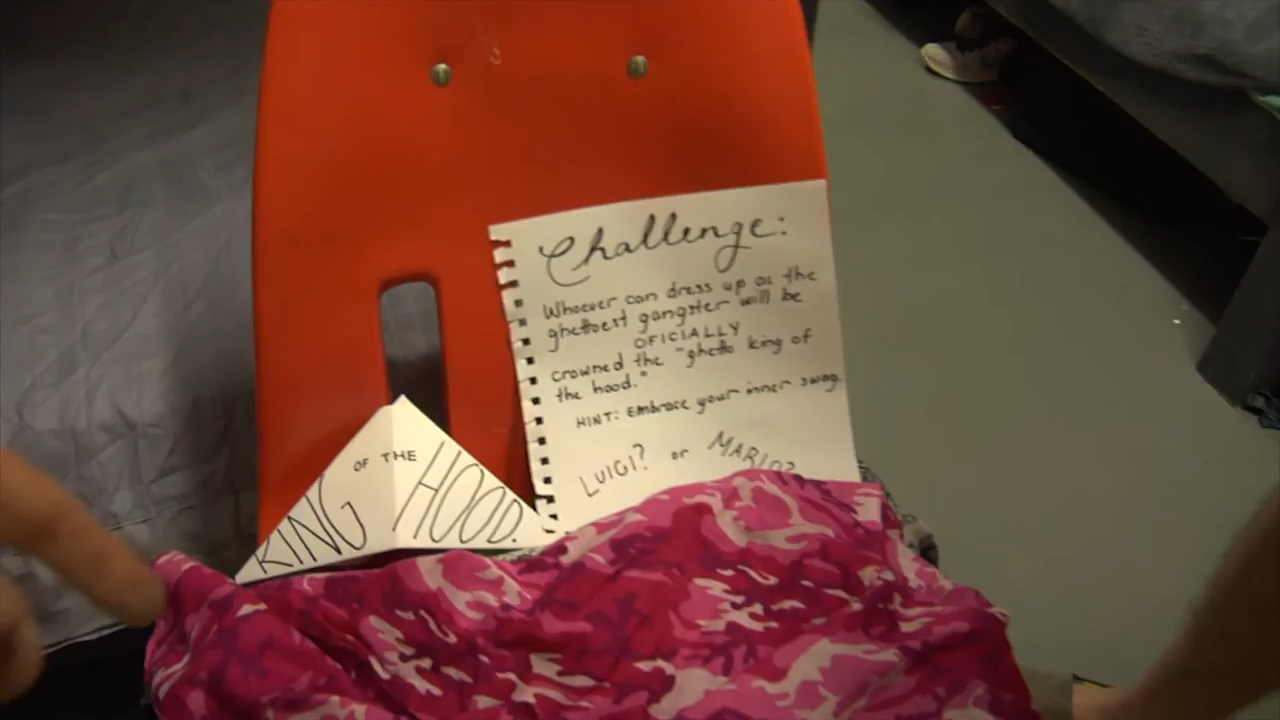 Challenge:
Whoever can dress up as the
ghettoest gangster will be
OFICIALLY
crowned the "ghetto king of
the hood."
HINT: Embrace your inner swag.
LUIGI? or MARIO?
OF THE
KING HOOD.